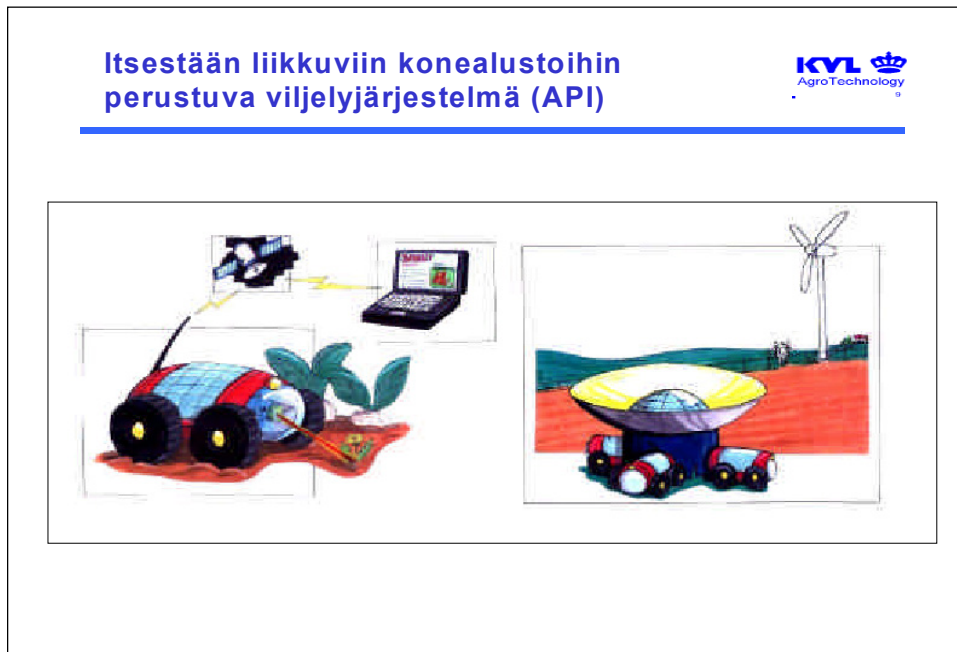 Itsestään liikkuviin konealustoihin
perustuva viljelyjärjestelmä (API)
KVL
AgroTechnology
9